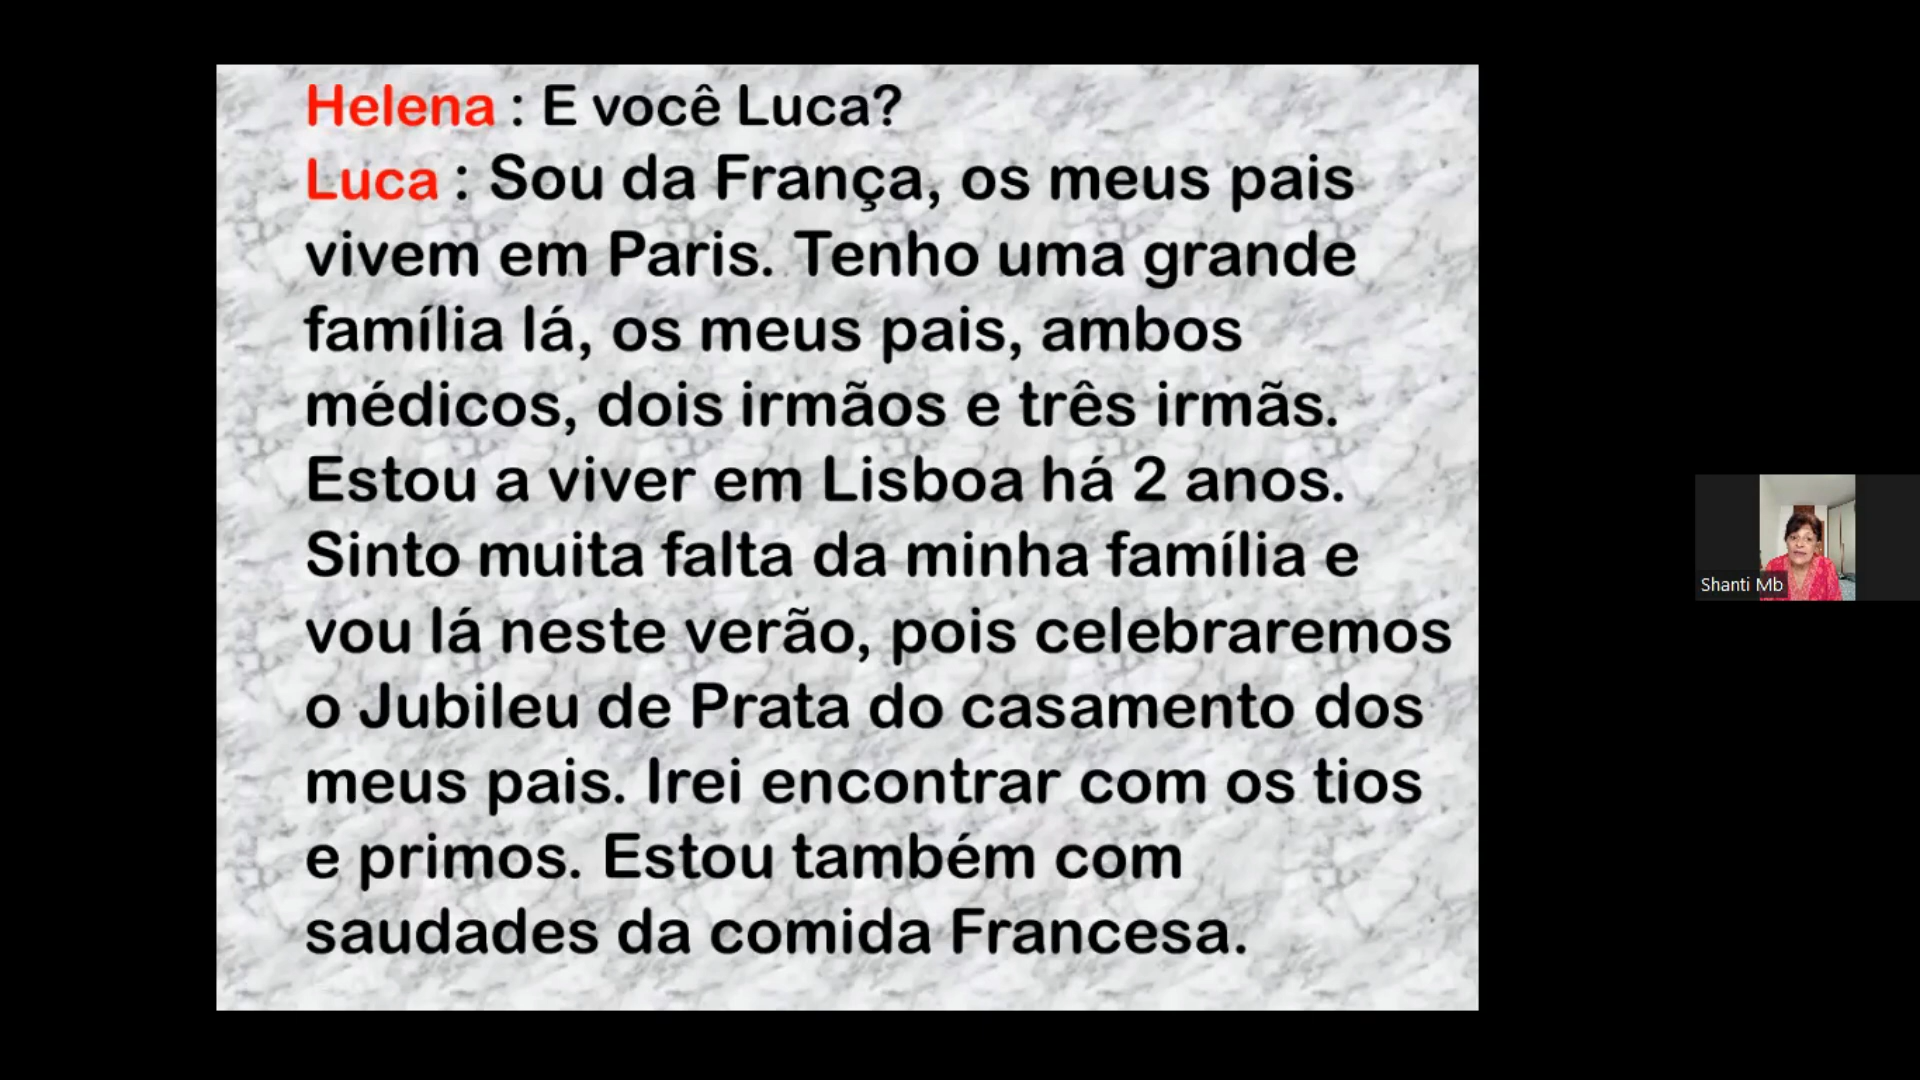 Helena : E você Luca?
Luca : Sou da França, os meus pais
vivem em Paris. Tenho uma grande
família lá, os meus pais, ambos
médicos, dois irmãos e três irmãs.
Estou a viver em Lisboa há 2 anos.
Sinto muita falta da minha família e
vou lá neste verão, pois celebraremos
o Jubileu de Prata do casamento dos
meus pais. Irei encontrar com os tios
e primos. Estou também com
saudades da comida Francesa.
Shanti Mb